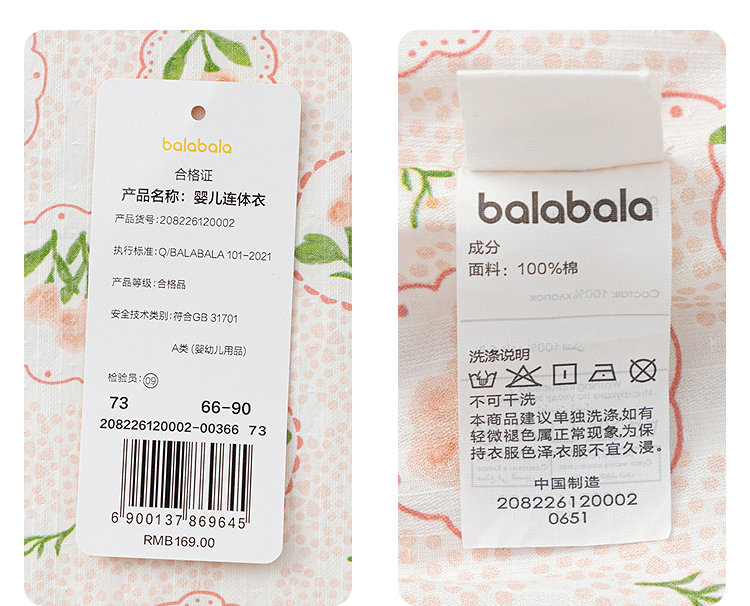 balabala
合格证
产品名称：婴儿连体衣
产品货号:208226120002
执行标准:Q/BALABALA 101-2021
产品等级:合格品
安全技术类别:符合GB 31701
A类 (婴幼儿用品)
检验员:09
73 66-90
208226120002-00366 73
6 900137 869645
RMB169.00
balabala
成分
面料：100%棉
Состав: 100% хлопок
洗涤说明
不可干洗
本商品建议单独洗涤,如有
轻微褪色属正常现象,为保
持衣服色泽,衣服不宜久浸。
中国制造
208226120002
0651